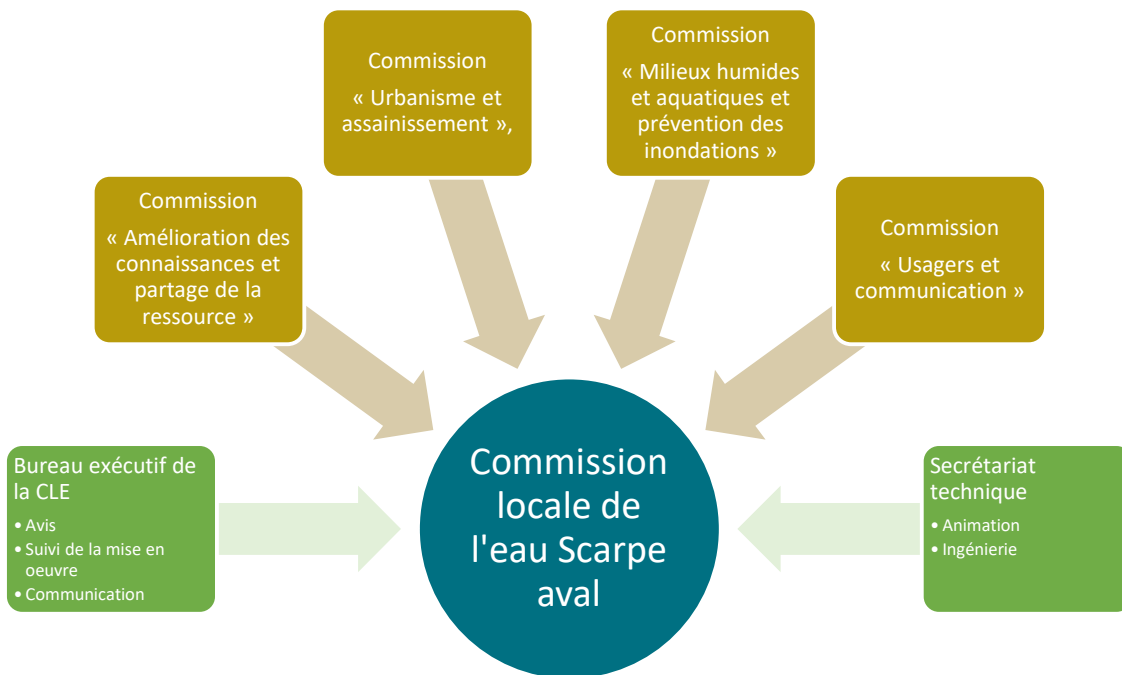 Commission
« Amélioration des
connaissances et
partage de la
ressource »
Commission
« Urbanisme et
assainissement »,
Commission
« Milieux humides
et aquatiques et
prévention des
inondations »
Commission
« Usagers et
communication »
Bureau exécutif de
la CLE
• Avis
• Suivi de la mise en
oeuvre
• Communication
Commission
locale de
l'eau Scarpe
aval
Secrétariat
technique
• Animation
• Ingénierie